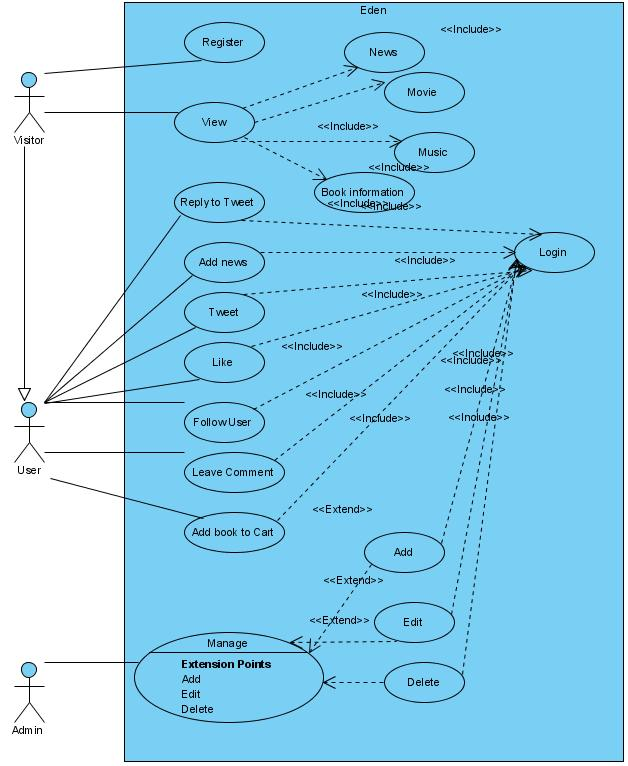 Eden
<<Include>>
Register
News
Movie
View
<<Include>>
Visitor
Music
<<Include>>
Book information
<<Include>>
<<Include>>
Reply to Tweet
Login
Add news
<<Include>>
<<Include>>
Tweet
<<Include>>
<<Include>>
<<Include>>
Like
<<Include>>
<<Include>>
<<Include>>
<<Include>>
Follow User
User
Leave Comment
<<Extend>>
Add book to Cart
Add
<<Extend>>
<<Extend>>
Edit
Manage
Extension Points
Add
Edit
Delete
Delete
Admin